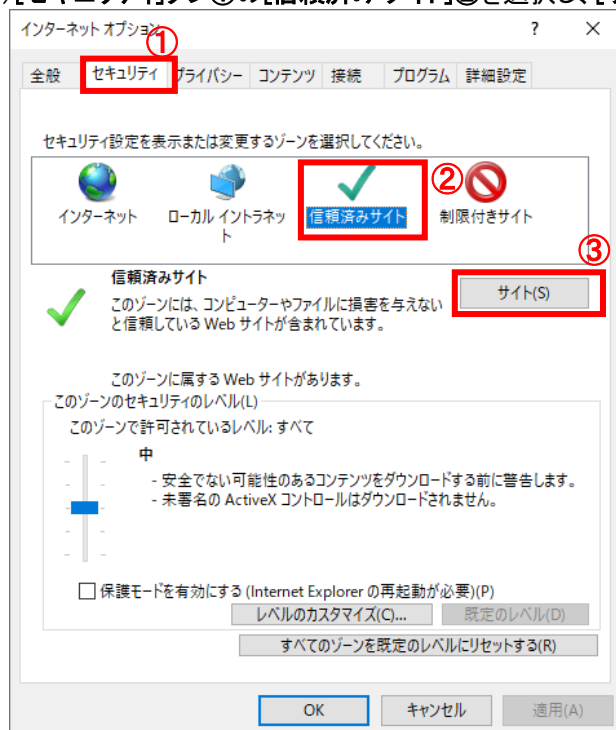 インターネット オプション
?
×
①
全般
セキュリティ
プライバシー
コンテンツ
接続
プログラム
詳細設定
セキュリティ設定を表示または変更するゾーンを選択してください。
②
インターネット
ローカル イントラネット
信頼済みサイト
制限付きサイト
③
信頼済みサイト
サイト(S)
このゾーンには、コンピューターやファイルに損害を与えない
と信頼している Web サイトが含まれています。
このゾーンに属する Web サイトがあります。
このゾーンのセキュリティのレベル(L)
このゾーンで許可されているレベル: すべて
中
- 安全でない可能性のあるコンテンツをダウンロードする前に警告します。
- 未署名の ActiveX コントロールはダウンロードされません。
保護モードを有効にする (Internet Explorer の再起動が必要)(P)
レベルのカスタマイズ(C)...
既定のレベル(D)
すべてのゾーンを既定のレベルにリセットする(R)
OK
キャンセル
適用(A)